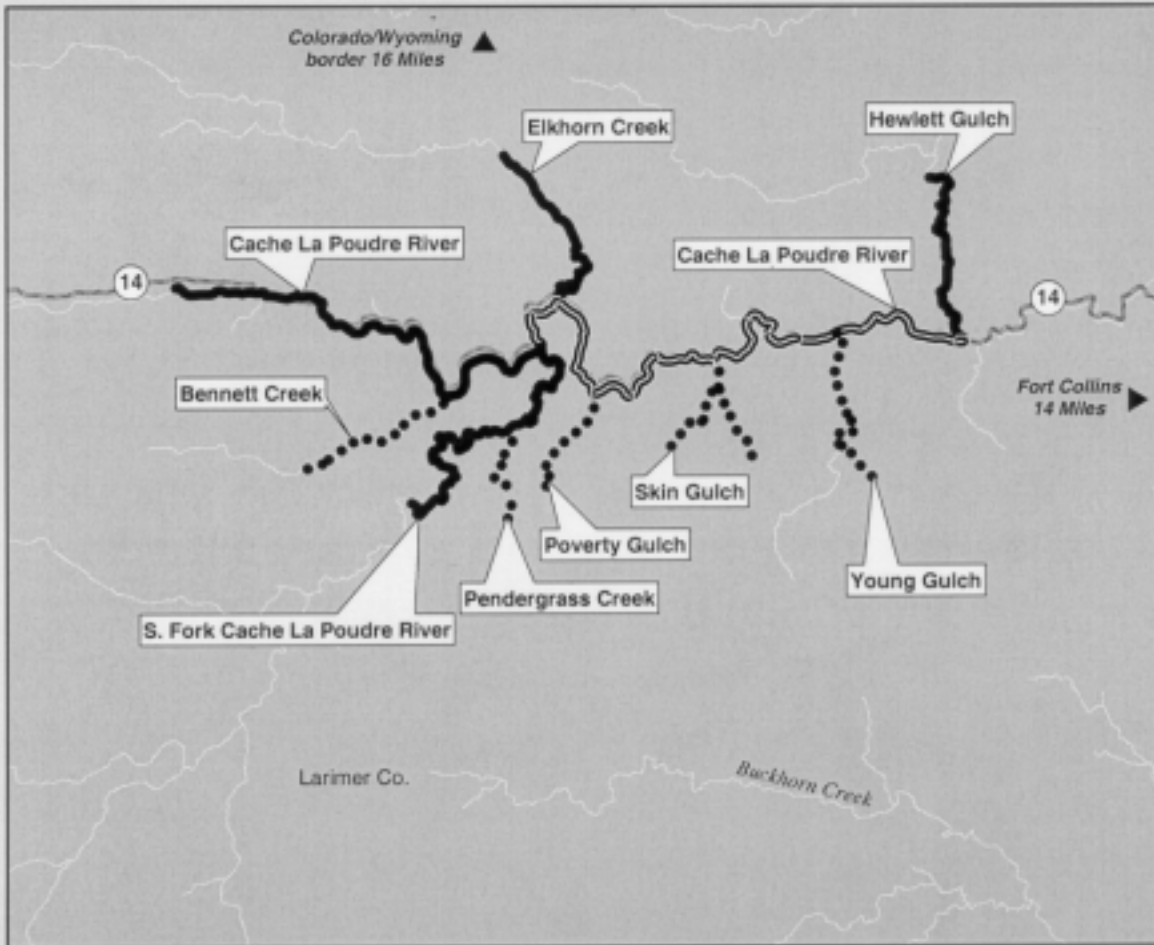 Colorado/Wyoming
border 16 Miles
Elkhorn Creek
Hewlett Gulch
Cache La Poudre River
Cache La Poudre River
14
14
Bennett Creek
Fort Collins
14 Miles
Skin Gulch
Poverty Gulch
Young Gulch
Pendergrass Creek
S. Fork Cache La Poudre River
Larimer Co.
Buckhorn Creek